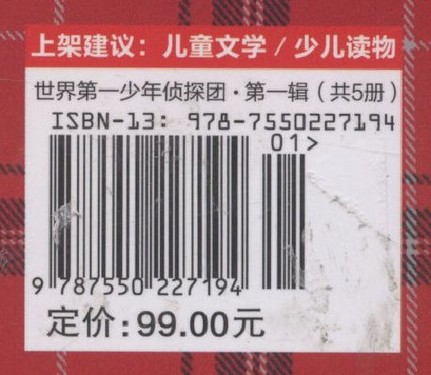 上架建议：儿童文学 / 少儿读物
世界第一少年侦探团·第一辑（共5册）
ISBN-13: 978-7550227194
01>
9 787550 227194
定价：99.00元